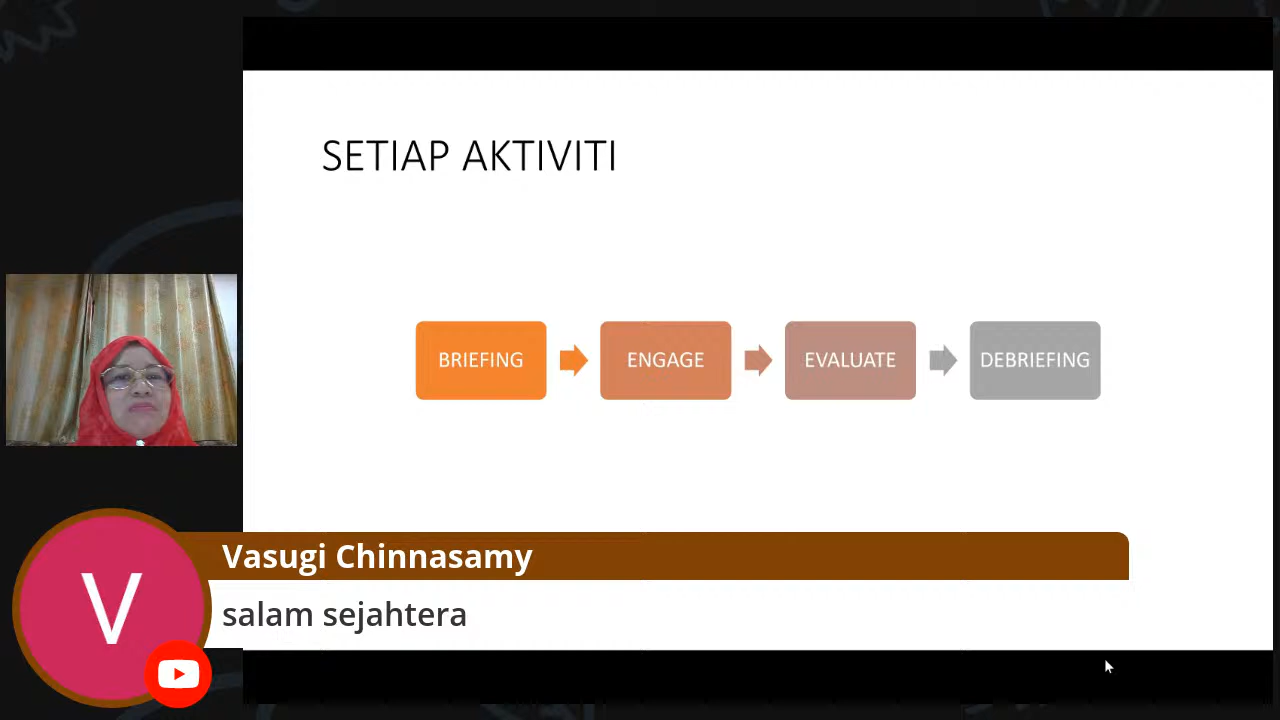 SETIAP AKTIVITI
BRIEFING
ENGAGE
EVALUATE
DEBRIEFING
V
Vasugi Chinnasamy
salam sejahtera